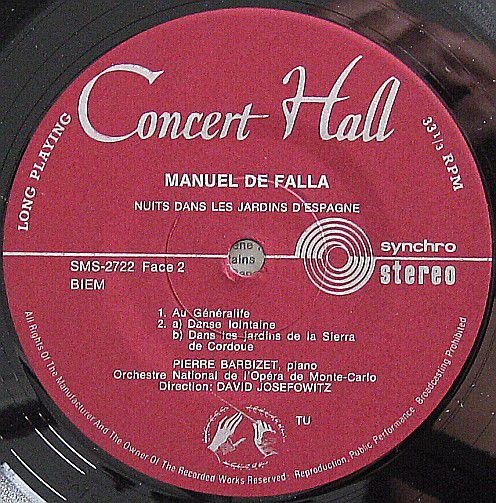 Concert Hall
LONG PLAYING
33 1/3 RPM
MANUEL DE FALLA
NUITS DANS LES JARDINS D'ESPAGNE
synchro
stereo
SMS-2722 Face 2
BIEM
1. Au Généralife
2. a) Danse lointaine
b) Dans les jardins de la Sierra
de Cordoue
PIERRE BARBIZET, piano
Orchestre National de l'Opéra de Monte-Carlo
Direction: DAVID JOSEFOWITZ
TU
All Rights Of The Manufacturer And The Owner Of The Recorded Works Reserved - Reproduction, Public Performance, Broadcasting Prohibited